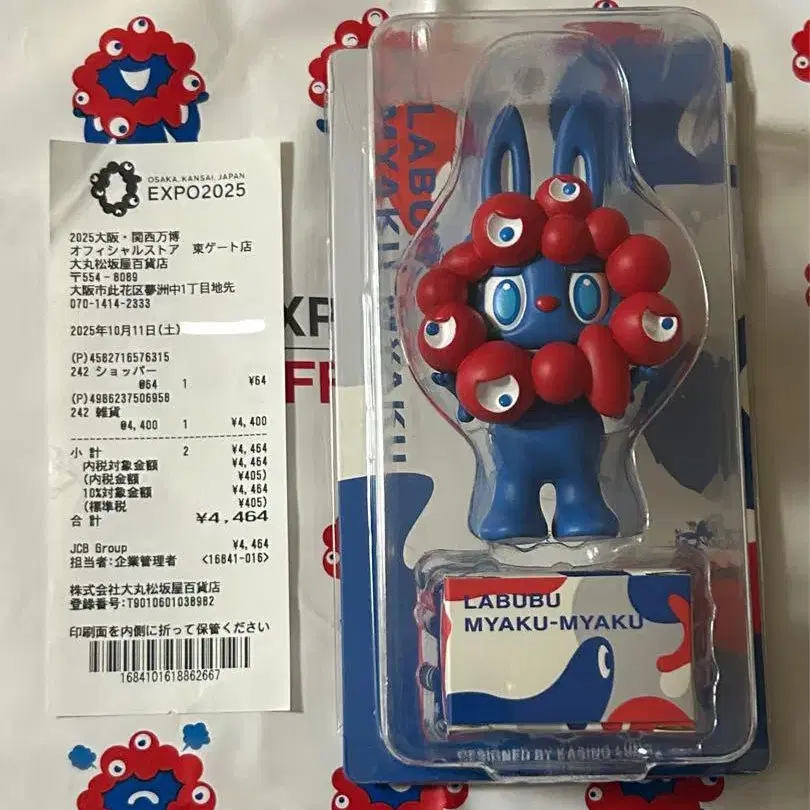 OSAKA, KANSAI, JAPAN
EXPO2025
2025大阪・関西万博
オフィシャルストア 東ゲート店
大丸松坂屋百貨店
〒554-8089
大阪市此花区夢洲中1丁目地先
070-1414-2333
2025年10月11日(土)
(P)4582716576315
242 ショッパー
@64 1 ¥64
(P)4986237506958
242 雑貨
@4,400 1 ¥4,400
小 計 2 ¥4,464
内税対象金額 ¥4,464
(内税金額 ¥405)
10%対象金額 ¥4,464
(標準税 ¥405)
合 計 ¥4,464
JCB Group ¥4,464
担当者:企業管理者 <16841-016>
株式会社大丸松坂屋百貨店
登録番号:T9010601038982
印刷面を内側に折って保管ください
1684101618862667
LABUBU
MYAKU-MYAKU
LABUBU
MYAKU-MYAKU
DESIGNED BY KASING